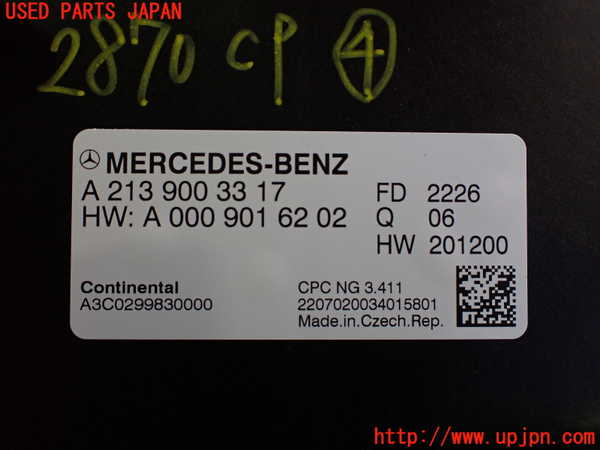 USED PARTS JAPAN
2870 CP ④
MERCEDES-BENZ
A 213 900 33 17 FD 2226
HW: A 000 901 62 02 Q 06
HW 201200
Continental CPC NG 3.411
A3C0299830000 2207020034015801
Made.in.Czech.Rep.
http://www.upjpn.com/